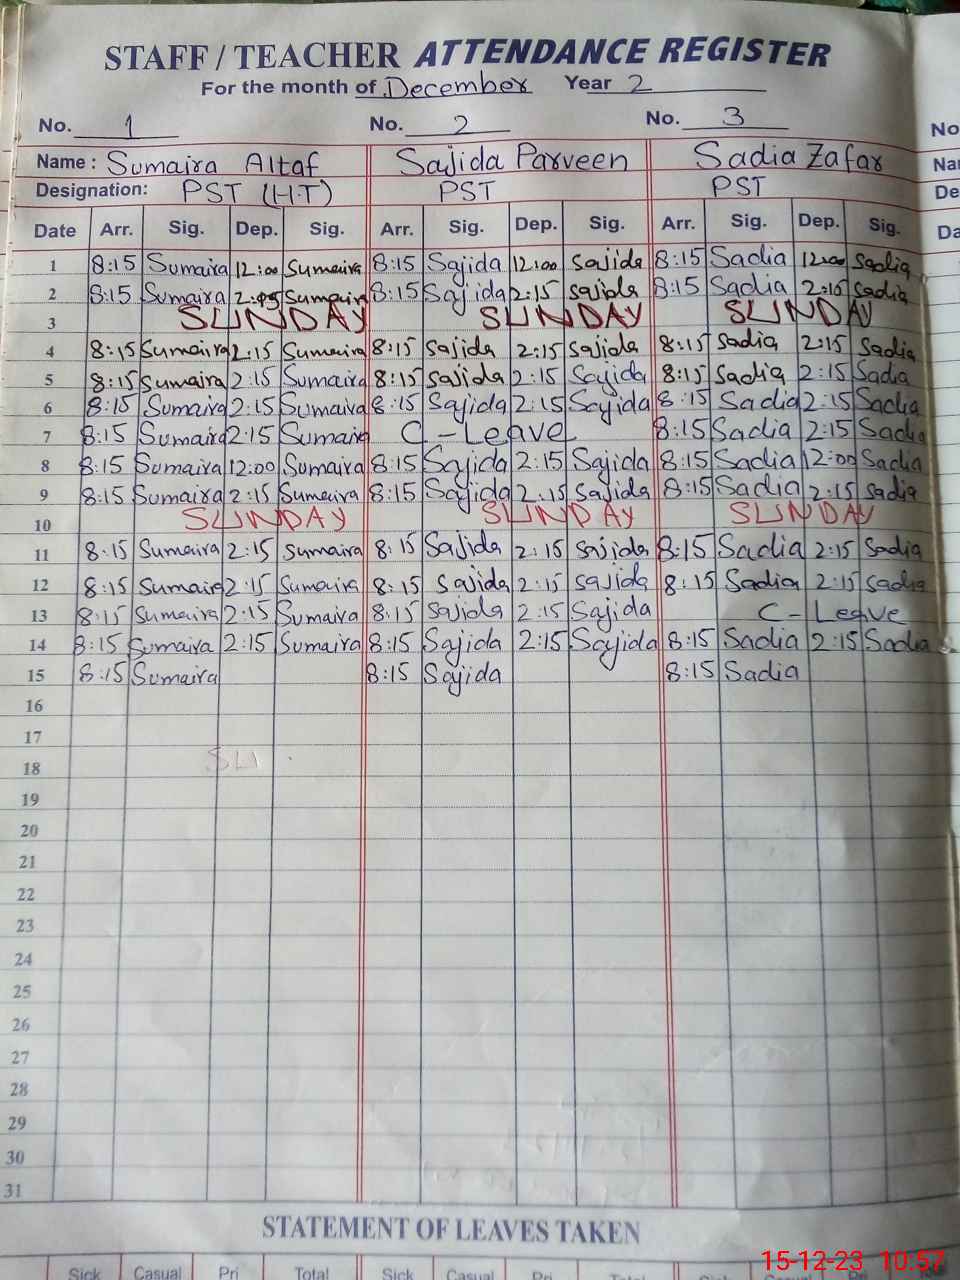 STAFF / TEACHER ATTENDANCE REGISTER
For the month of December Year 2
No. 1 No. 2 No. 3 No
Name : Sumaira Altaf Sajida Parveen Sadia Zafar Na
Designation: PST (H.T) PST PST De
Date Arr. Sig. Dep. Sig. Arr. Sig. Dep. Sig. Arr. Sig. Dep. Sig. Da
1 8:15 Sumaira 12:00 Sumaira 8:15 Sajida 12:00 Sajida 8:15 Sadia 12:00 Sadia
2 8:15 Sumaira Sumaira 8:15 Sajida 2:15 Sajida 8:15 Sadia 2:15 Sadia
3 SUNDAY SUNDAY SUNDAY
4 8:15 Sumaira 2:15 Sumaira 8:15 Sajida 2:15 Sajida 8:15 Sadia 2:15 Sadia
5 8:15 Sumaira 2:15 Sumaira 8:15 Sajida 2:15 Sajida 8:15 Sadia 2:15 Sadia
6 8:15 Sumaira 2:15 Sumaira 8:15 Sajida 2:15 Sajida 8:15 Sadia 2:15 Sadia
7 8:15 Sumaira 2:15 Sumaira C-Leave 8:15 Sadia 2:15 Sadia
8 8:15 Sumaira 12:00 Sumaira 8:15 Sajida 2:15 Sajida 8:15 Sadia 12:00 Sadia
9 8:15 Sumaira 2:15 Sumaira 8:15 Sajida 2:15 Sajida 8:15 Sadia 2:15 Sadia
10 SUNDAY SUNDAY SUNDAY
11 8:15 Sumaira 2:15 Sumaira 8:15 Sajida 2:15 Sajida 8:15 Sadia 2:15 Sadia
12 8:15 Sumaira 2:15 Sumaira 8:15 Sajida 2:15 Sajida 8:15 Sadia 2:15 Sadia
13 8:15 Sumaira 2:15 Sumaira 8:15 Sajida 2:15 Sajida C-Leave
14 8:15 Sumaira 2:15 Sumaira 8:15 Sajida 2:15 Sajida 8:15 Sadia 2:15 Sadia
15 8:15 Sumaira 8:15 Sajida 8:15 Sadia
16
17
18 SU
19
20
21
22
23
24
25
26
27
28
29
30
31
STATEMENT OF LEAVES TAKEN
15-12-23 10:57
Sick Casual Pri Total Sick Casual Pri Total Sick Casual